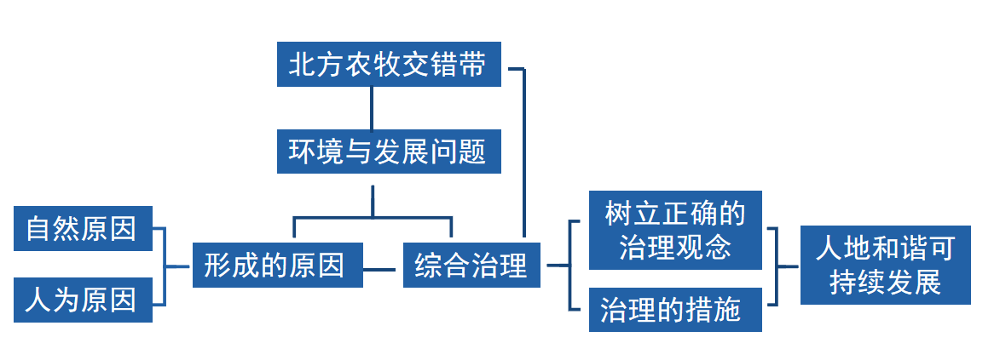 北方农牧交错带
环境与发展问题
自然原因
人为原因
形成的原因
综合治理
树立正确的
治理观念
治理的措施
人地和谐可
持续发展